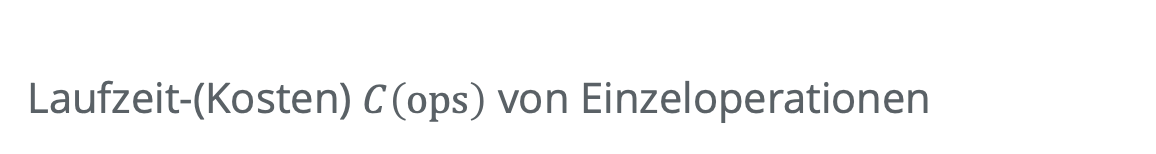 Laufzeit-(Kosten) C(ops) von Einzeloperationen